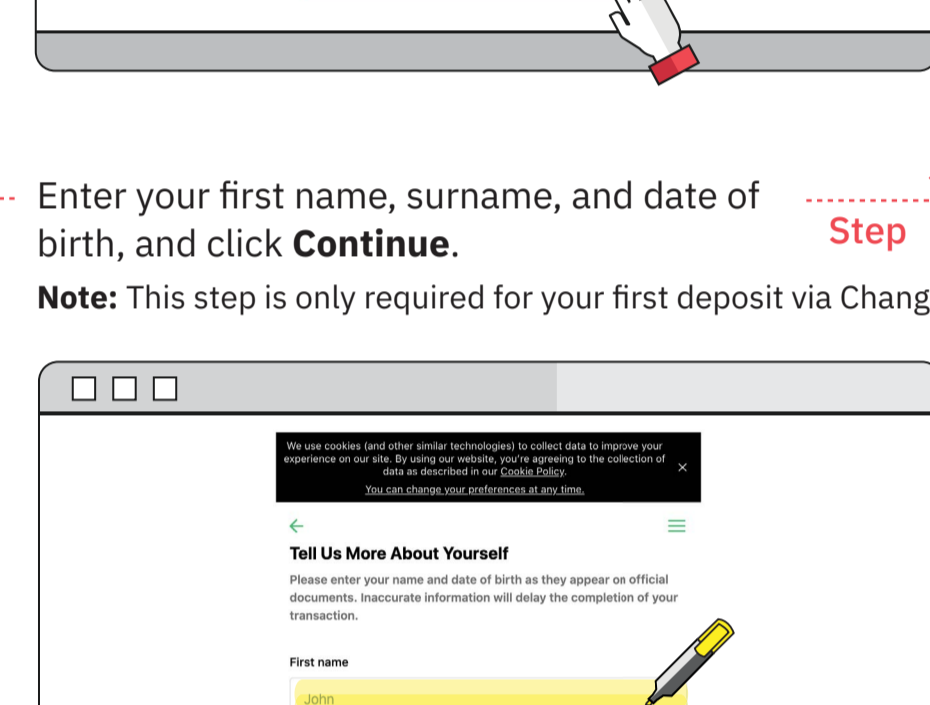 Enter your first name, surname, and date of
birth, and click Continue.
Step
Note: This step is only required for your first deposit via
We use cookies (and other similar technologies) to collect data to improve your
experience on our site. By using our website, you're agreeing to the collection of
data as described in our Cookie Policy.
You can change your preferences at any time.
Tell Us More About Yourself
Please enter your name and date of birth as they appear on official
documents. Inaccurate information will delay the completion of your
transaction.
First name
John